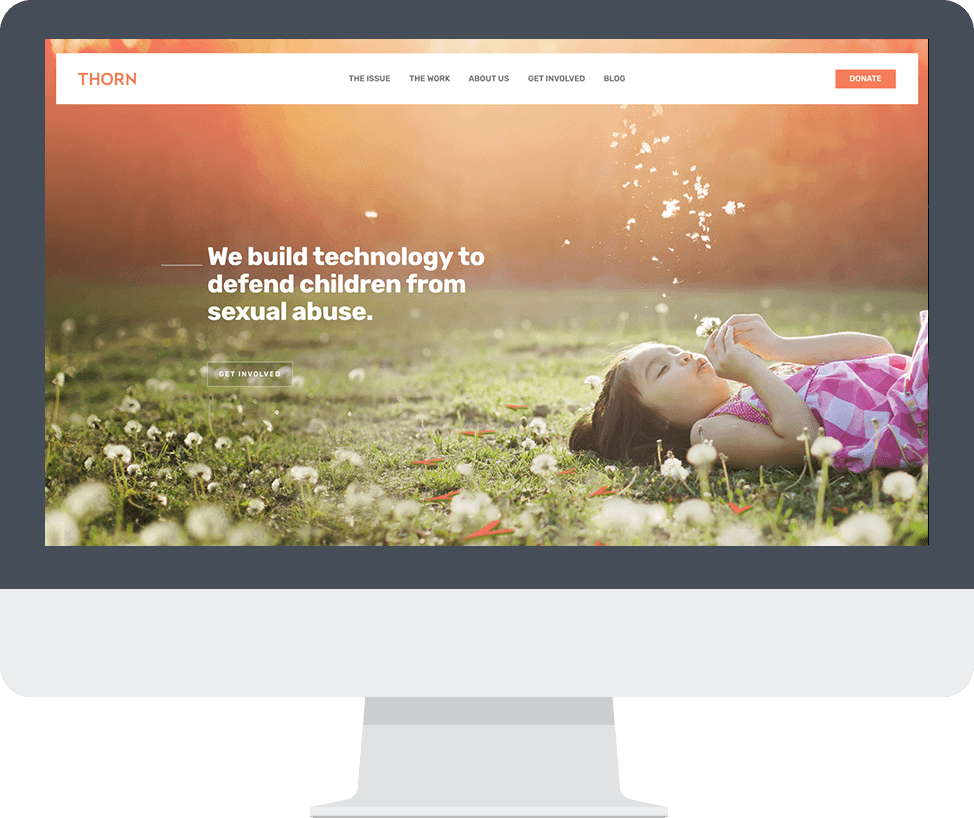 THORN
THE ISSUE THE WORK ABOUT US GET INVOLVED BLOG
DONATE
We build technology to
defend children from
sexual abuse.
GET INVOLVED